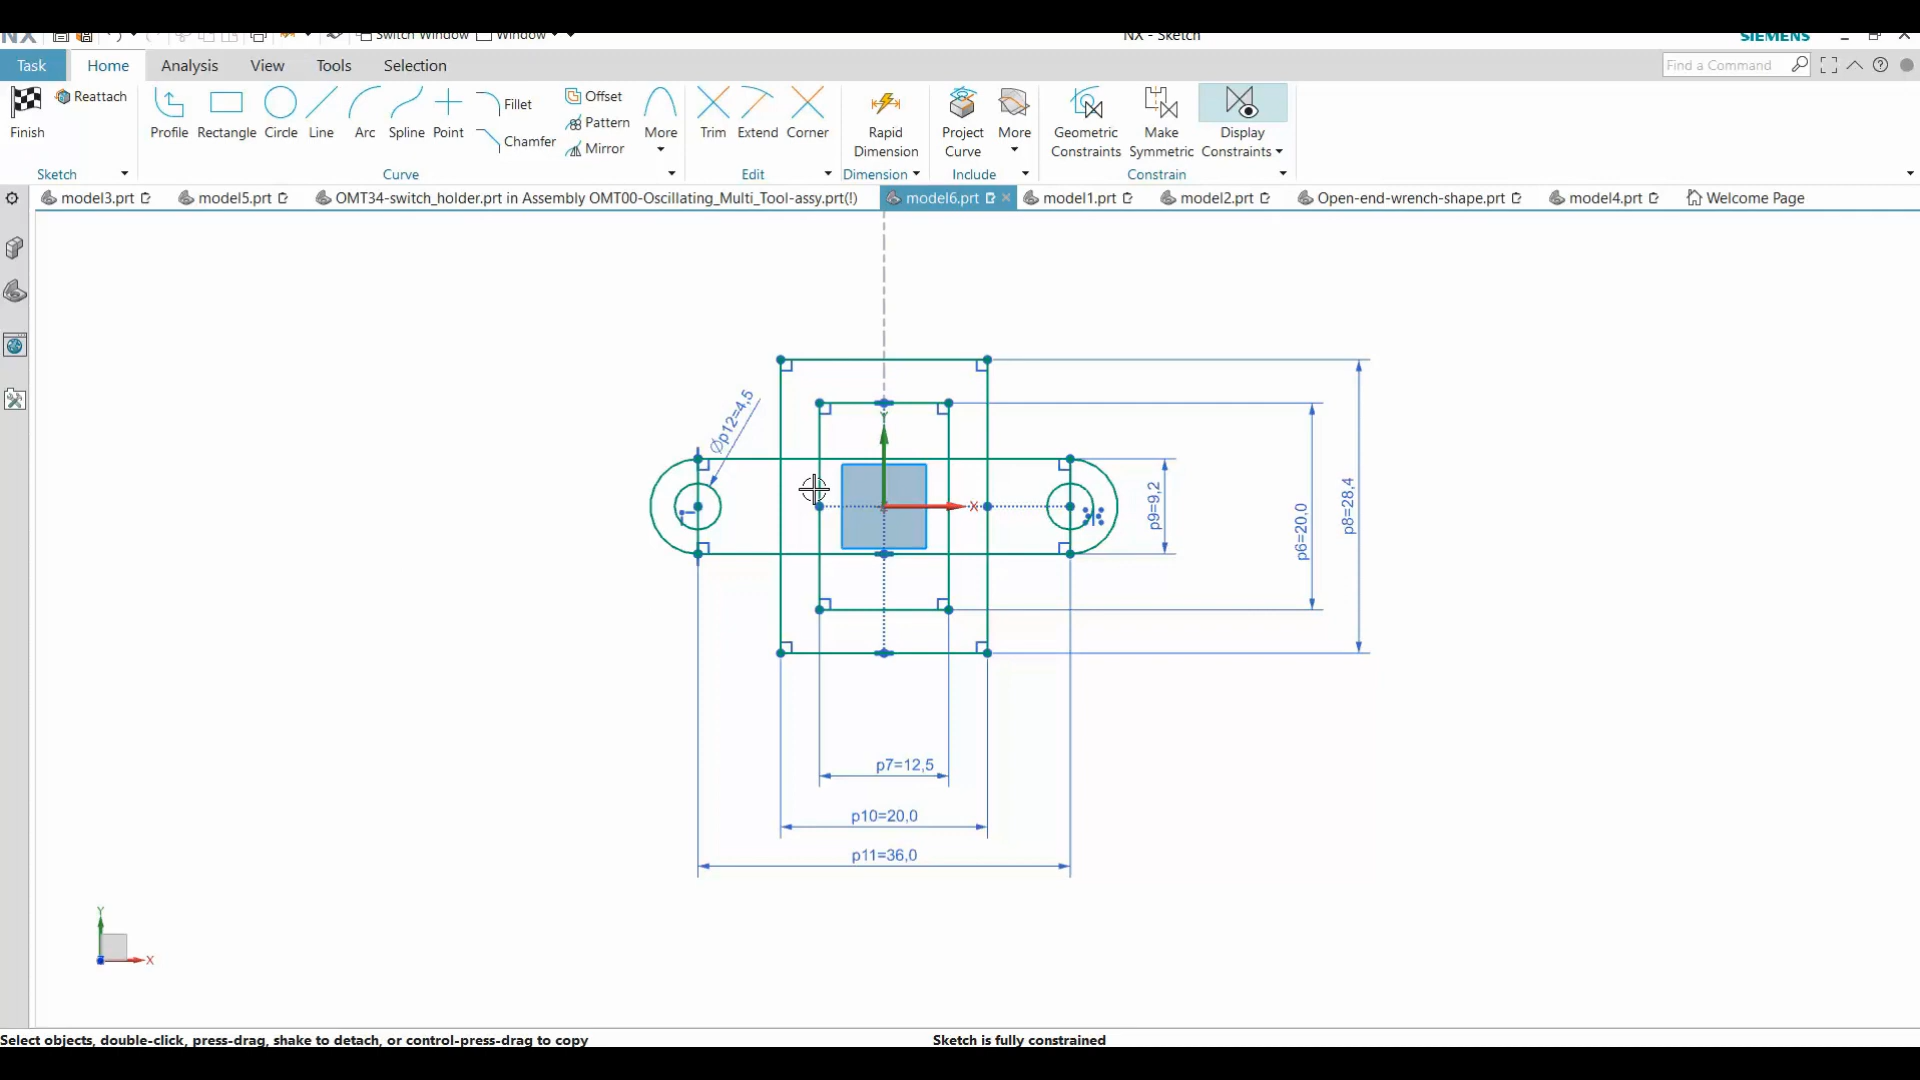 NX Switch Window Window NX - Sketch SIEMENS
Task Home Analysis View Tools Selection Find a Command
Finish
Reattach
Sketch
Profile Rectangle Circle Line Arc Spline Point
Fillet
Chamfer
Offset
Pattern
Mirror
More
Curve
Trim Extend Corner
Edit
Rapid
Dimension
Dimension
Project
Curve
More
Include
Geometric
Constraints
Make
Symmetric
Display
Constraints
Constrain
model3.prt model5.prt OMT34-switch_holder.prt in Assembly OMT00-Oscillating_Multi_Tool-assy.prt(!) model6.prt model1.prt model2.prt Open-end-wrench-shape.prt model4.prt Welcome Page
Øp12=4,5
Y
X
p9=9,2
p6=20,0
p8=28,4
p7=12,5
p10=20,0
p11=36,0
Y
X
Select objects, double-click, press-drag, shake to detach, or control-press-drag to copy Sketch is fully constrained